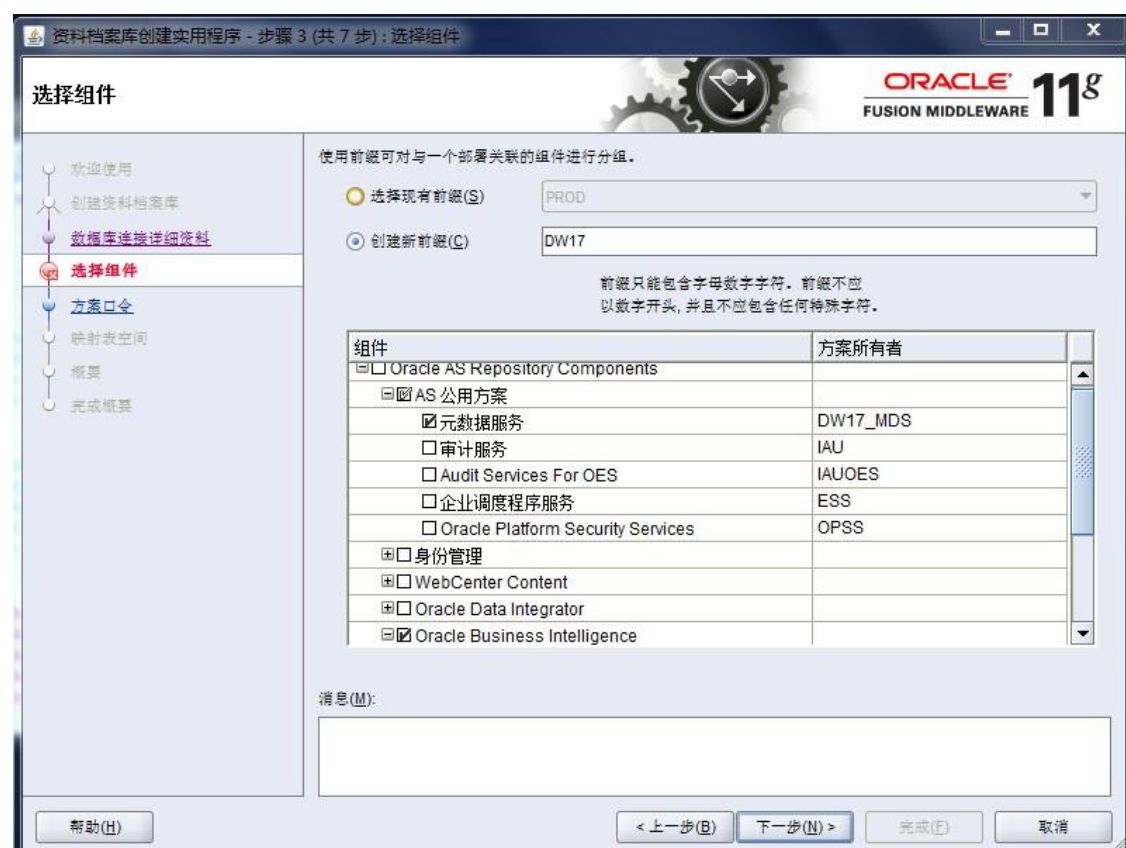 资料档案库创建实用程序 - 步骤 3 (共 7 步) : 选择组件
选择组件
ORACLE
FUSION MIDDLEWARE
11g
欢迎使用
创建资料档案库
数据库连接详细资料
选择组件
方案口令
映射表空间
概要
完成概要
使用前缀可对与一个部署关联的组件进行分组。
选择现有前缀(S) PROD
创建新前缀(C) DW17
前缀只能包含字母数字字符。前缀不应
以数字开头, 并且不应包含任何特殊字符。
组件 方案所有者
Oracle AS Repository Components
AS 公用方案
元数据服务 DW17_MDS
审计服务 IAU
Audit Services For OES IAUOES
企业调度程序服务 ESS
Oracle Platform Security Services OPSS
身份管理
WebCenter Content
Oracle Data Integrator
Oracle Business Intelligence
消息(M):
帮助(H) < 上一步(B) 下一步(N) > 完成(F) 取消